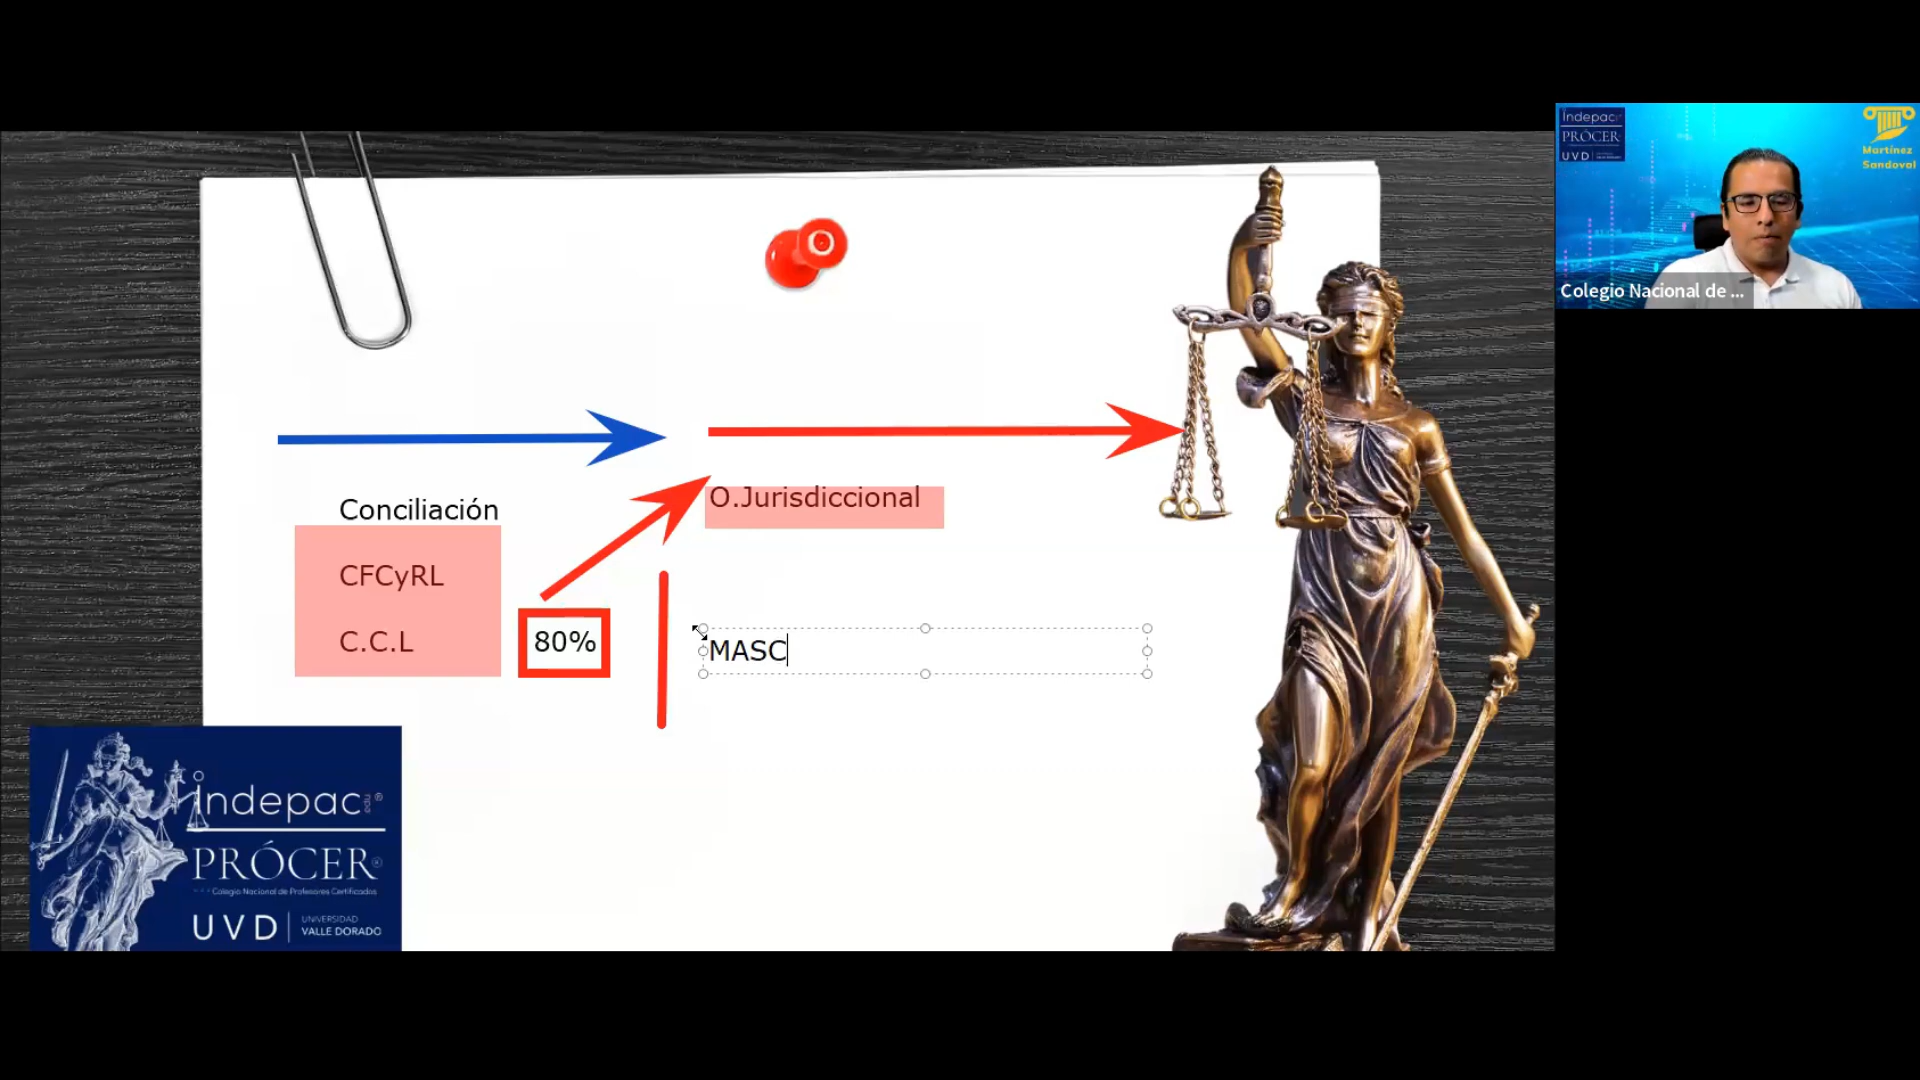 Conciliación
O.Jurisdiccional
CFCyRL
C.C.L
80%
MASC
indepac
edu
®
PRÓCER®
Colegio Nacional de Profesores Certificados
UVD
UNIVERSIDAD
VALLE DORADO
indepac
PRÓCER
UVD
Martínez
Sandoval
Colegio Nacional de ...